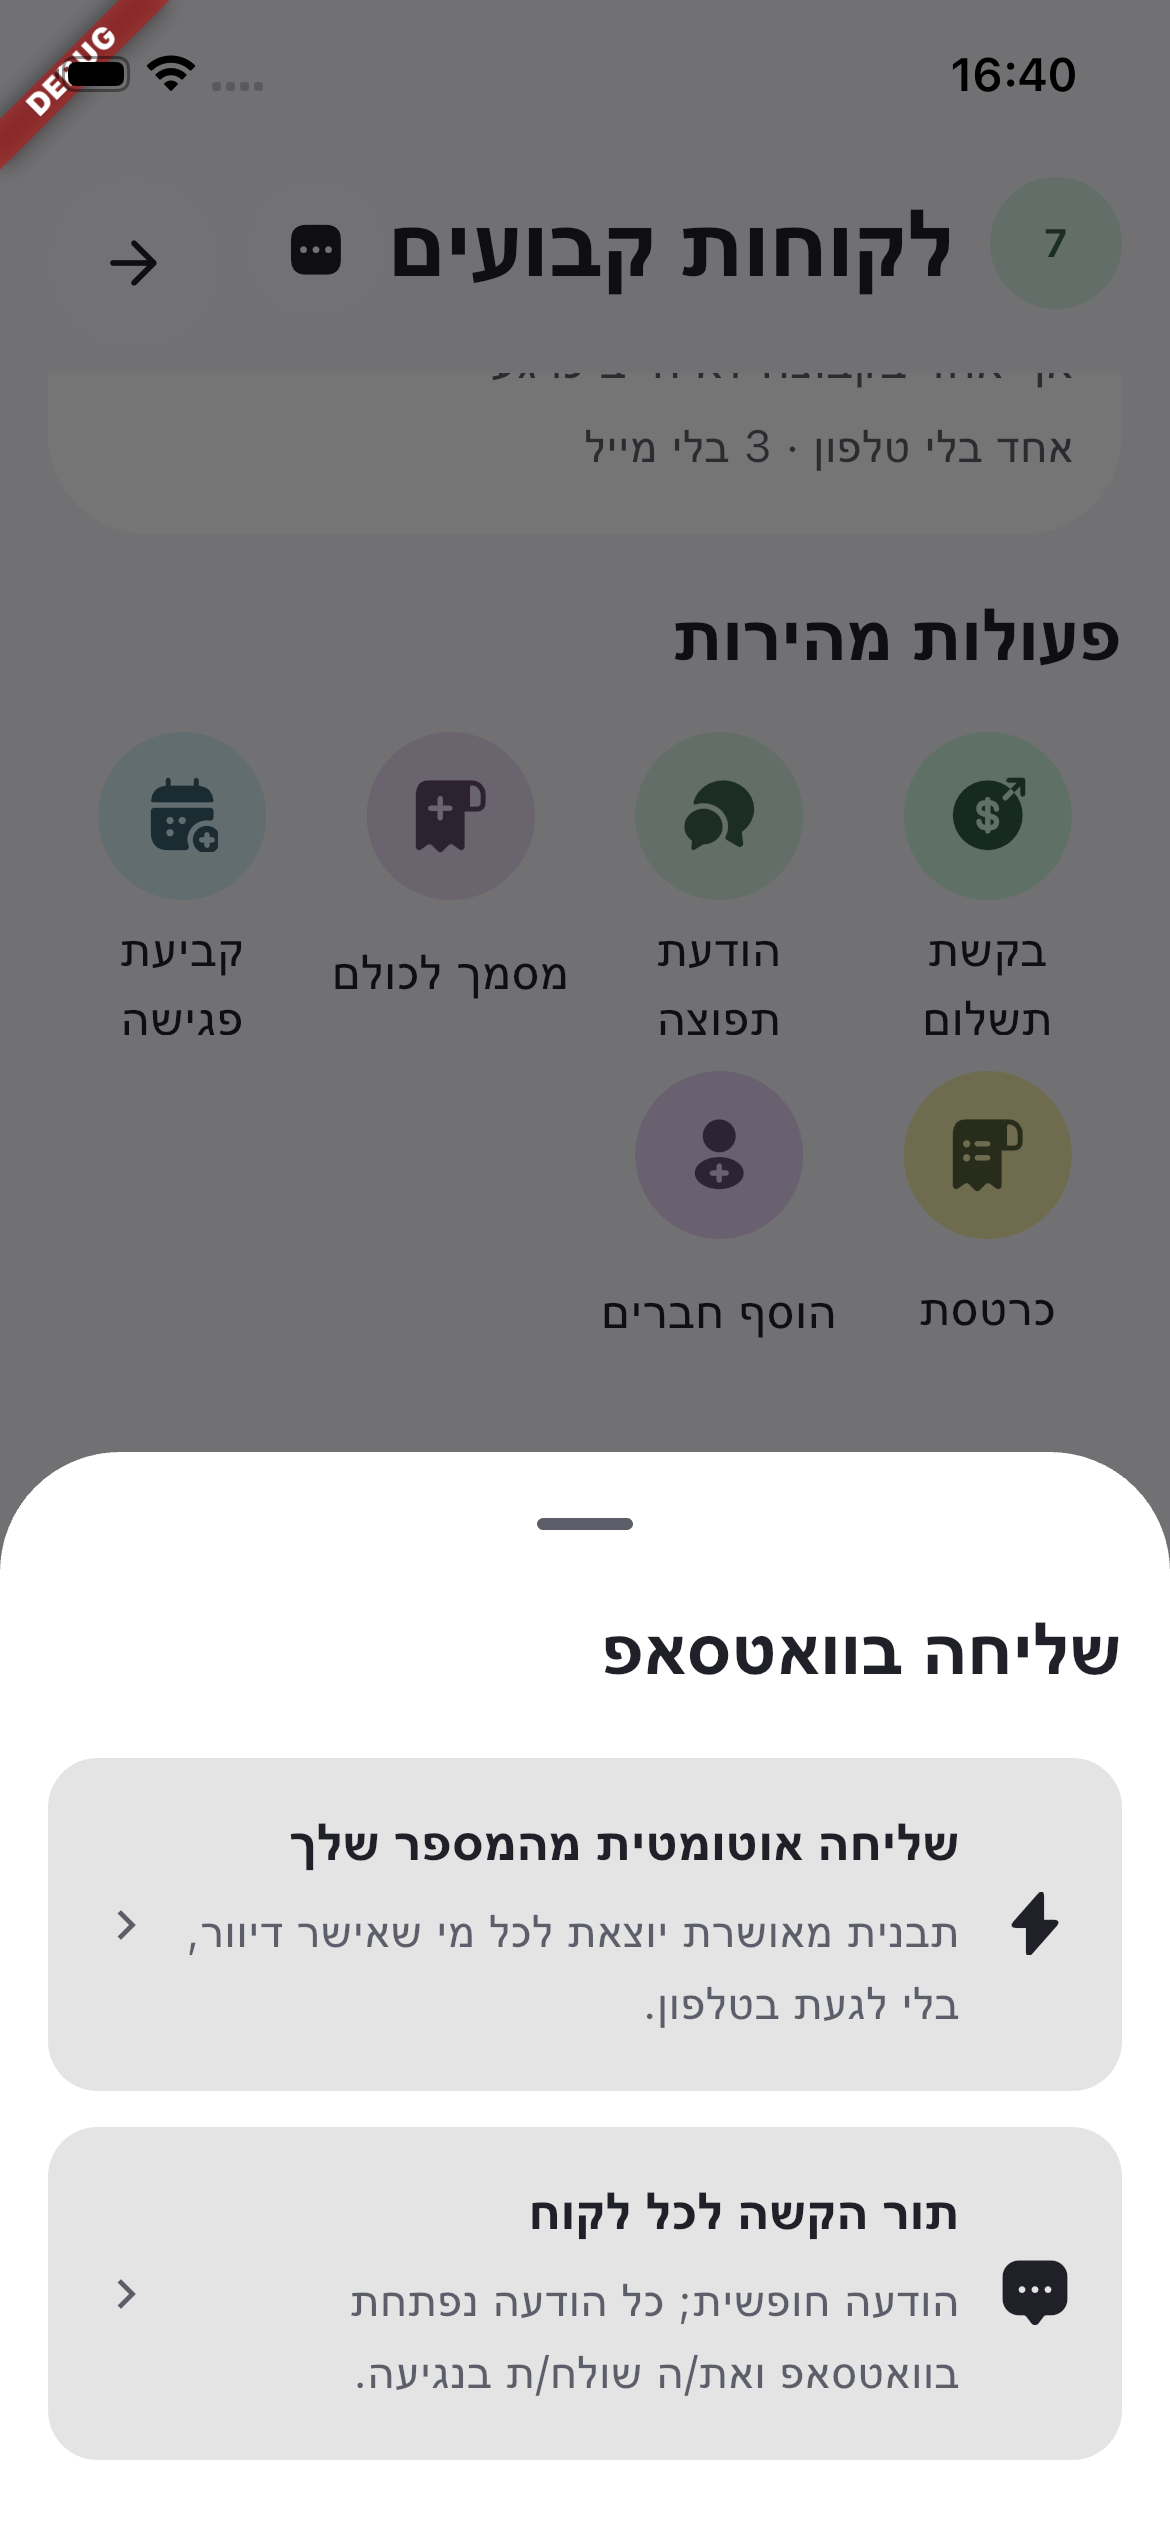 DEBUG
16:40
7
לקוחות קבועים
אחד בלי טלפון · 3 בלי מייל
פעולות מהירות
בקשת
תשלום
הודעת
תפוצה
מסמך לכולם
קביעת
פגישה
כרטסת
הוסף חברים
שליחה בוואטסאפ
שליחה אוטומטית מהמספר שלך
תבנית מאושרת יוצאת לכל מי שאישר דיוור,
בלי לגעת בטלפון.
תור הקשה לכל לקוח
הודעה חופשית; כל הודעה נפתחת
בוואטסאפ ואת/ה שולח/ת בנגיעה.